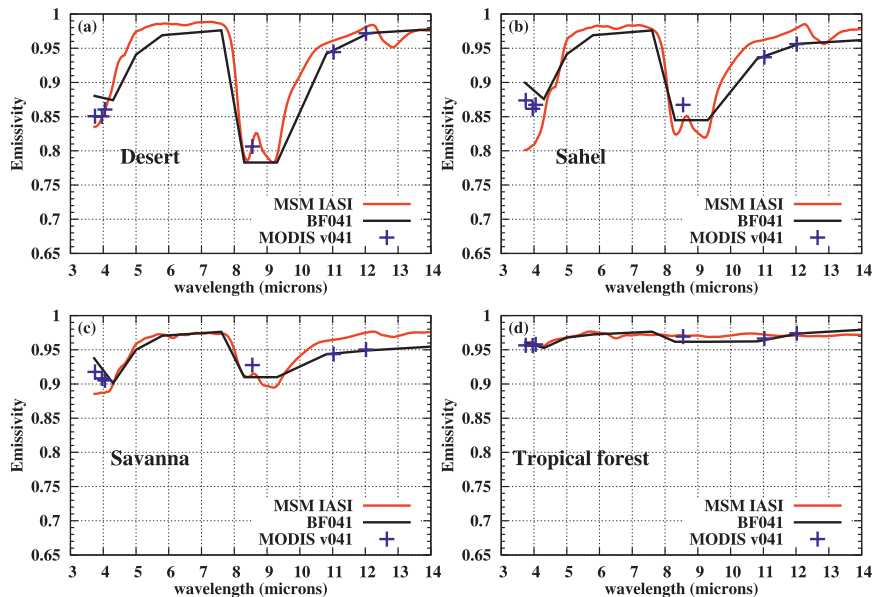 (a)
1
0.95
0.9
0.85
0.8
0.75
0.7
0.65
Emissivity
Desert
MSM IASI
BF041
MODIS v041
3 4 5 6 7 8 9 10 11 12 13 14
wavelength (microns)
(b)
1
0.95
0.9
0.85
0.8
0.75
0.7
0.65
Emissivity
Sahel
MSM IASI
BF041
MODIS v041
3 4 5 6 7 8 9 10 11 12 13 14
wavelength (microns)
(c)
1
0.95
0.9
0.85
0.8
0.75
0.7
0.65
Emissivity
Savanna
MSM IASI
BF041
MODIS v041
3 4 5 6 7 8 9 10 11 12 13 14
wavelength (microns)
(d)
1
0.95
0.9
0.85
0.8
0.75
0.7
0.65
Emissivity
Tropical forest
MSM IASI
BF041
MODIS v041
3 4 5 6 7 8 9 10 11 12 13 14
wavelength (microns)